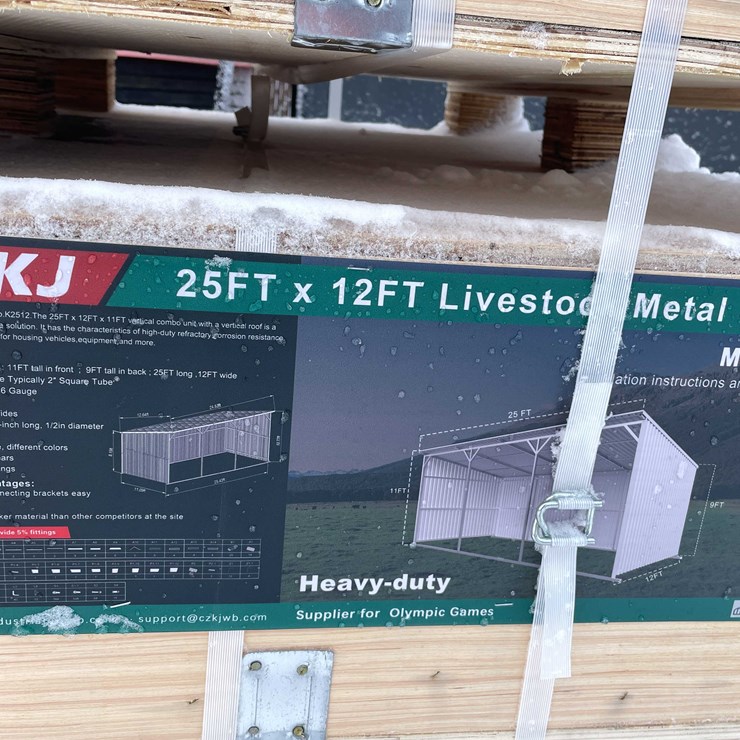 KJ
25FT x 12FT Livestoc Metal
o.K2512.The 25FT x 12FT x 11FT vertical combo unit with a vertical roof is a
solution. It has the characteristics of high-duty refractary,corrosion resistance
for housing vehicles,equipment,and more.
: 11FT tall in front ; 9FT tall in back ; 25FT long ,12FT wide
e Typically 2" Square Tube
6 Gauge
ides
-inch long, 1/2in diameter
, different colors
ars
ngs
ntages:
nnecting brackets easy
ker material than other competitors at the site
vide 5% fittings
M
ation instructions a
25 FT
11FT
9FT
12FT
Heavy-duty
Supplier for Olympic Games
support@czkjwb.com